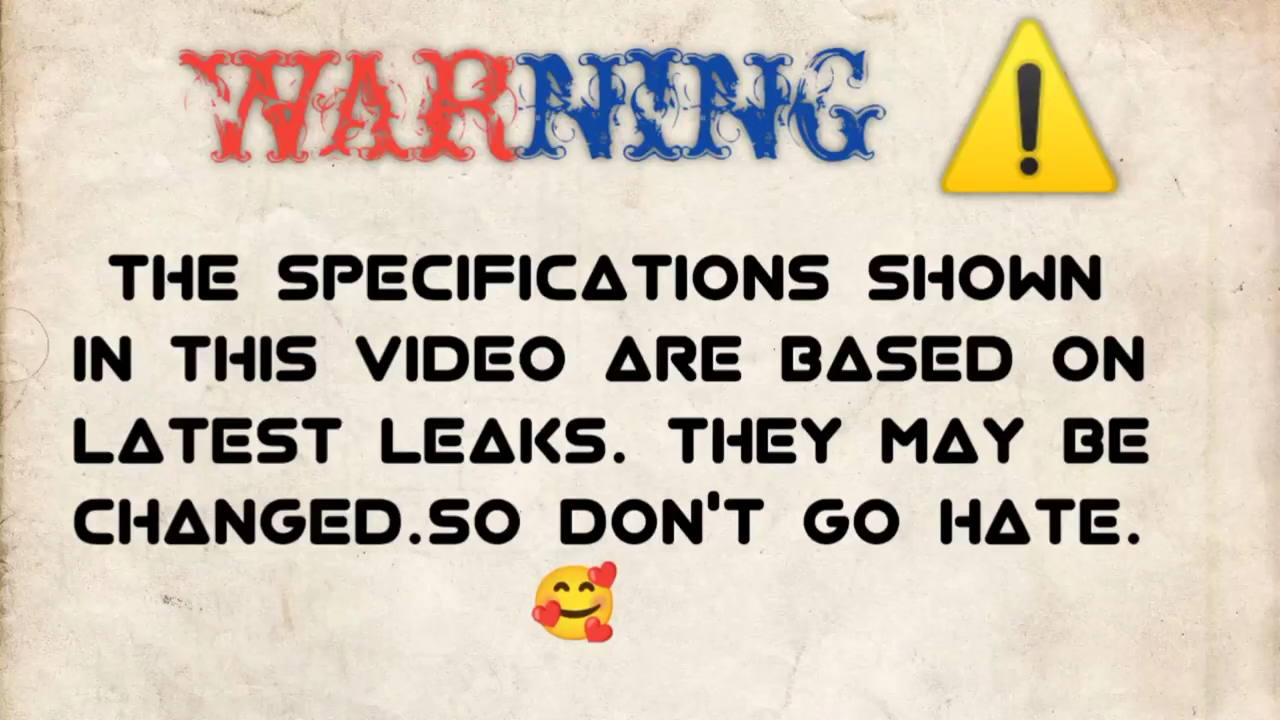 WARNING ⚠️
THE SPECIFICATIONS SHOWN
IN THIS VIDEO ARE BASED ON
LATEST LEAKS. THEY MAY BE
CHANGED.SO DON'T GO HATE.
🥰